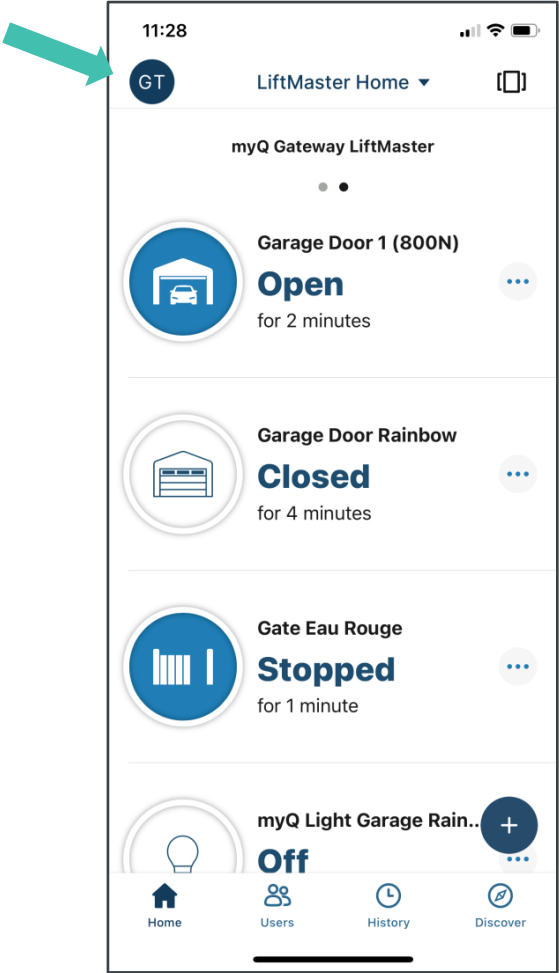 11:28
GT
LiftMaster Home
myQ Gateway LiftMaster
Garage Door 1 (800N)
Open
for 2 minutes
Garage Door Rainbow
Closed
for 4 minutes
Gate Eau Rouge
Stopped
for 1 minute
myQ Light Garage Rain..
Off
Home
Users
History
Discover